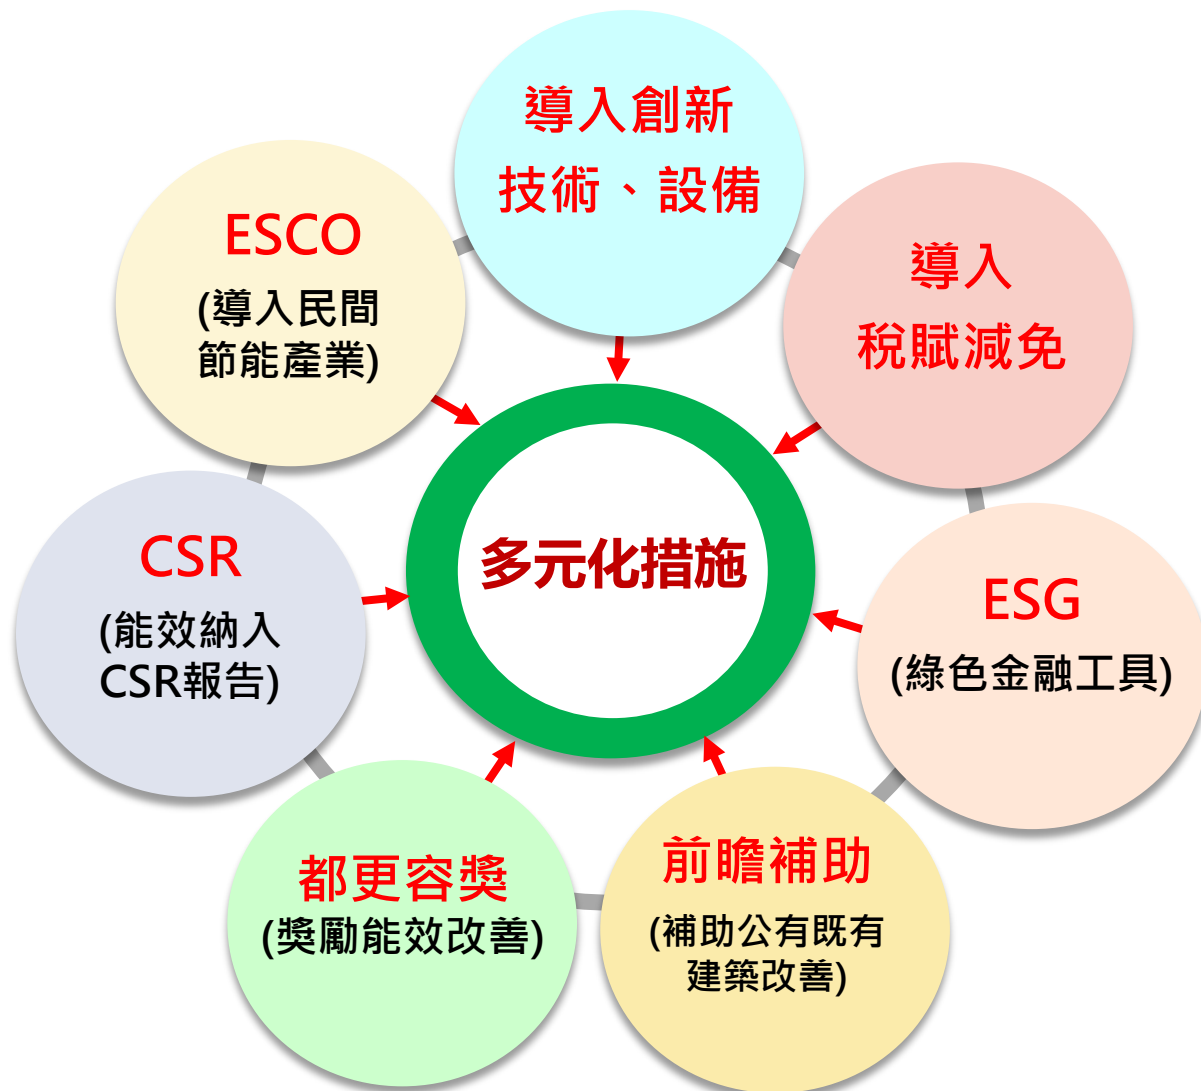 導入創新
技術、設備
導入
稅賦減免
ESG
(綠色金融工具)
前瞻補助
(補助公有既有
建築改善)
都更容獎
(獎勵能效改善)
CSR
(能效納入
CSR報告)
ESCO
(導入民間
節能產業)
多元化措施